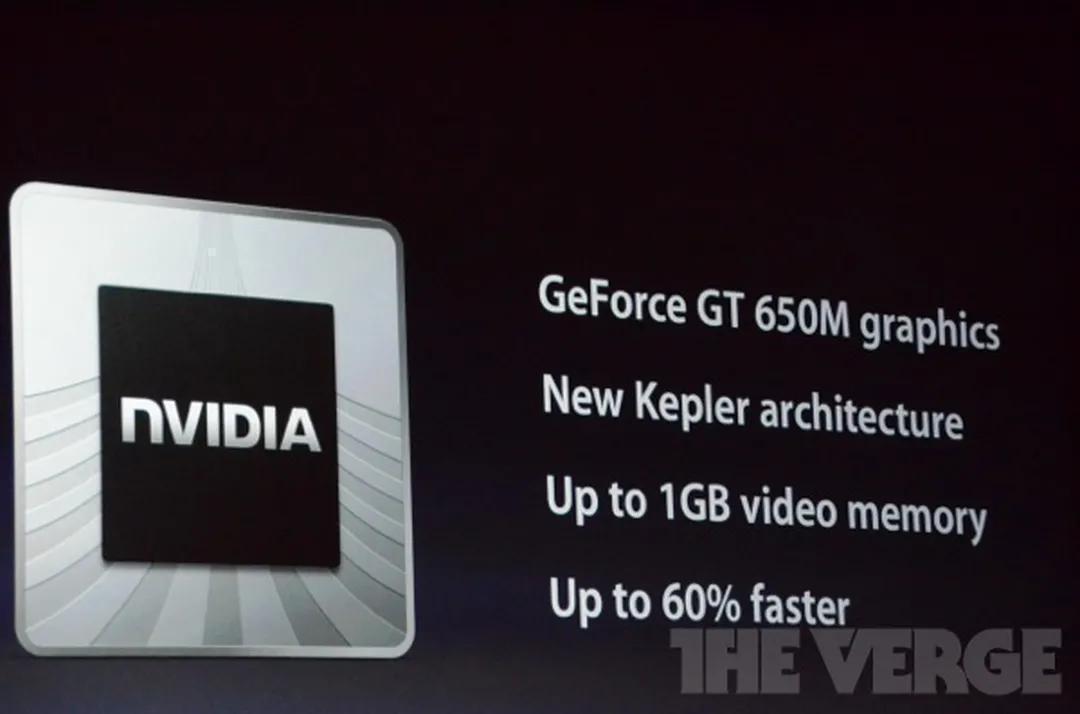 NVIDIA
GeForce GT 650M graphics
New Kepler architecture
Up to 1GB video memory
Up to 60% faster
THE VERGE